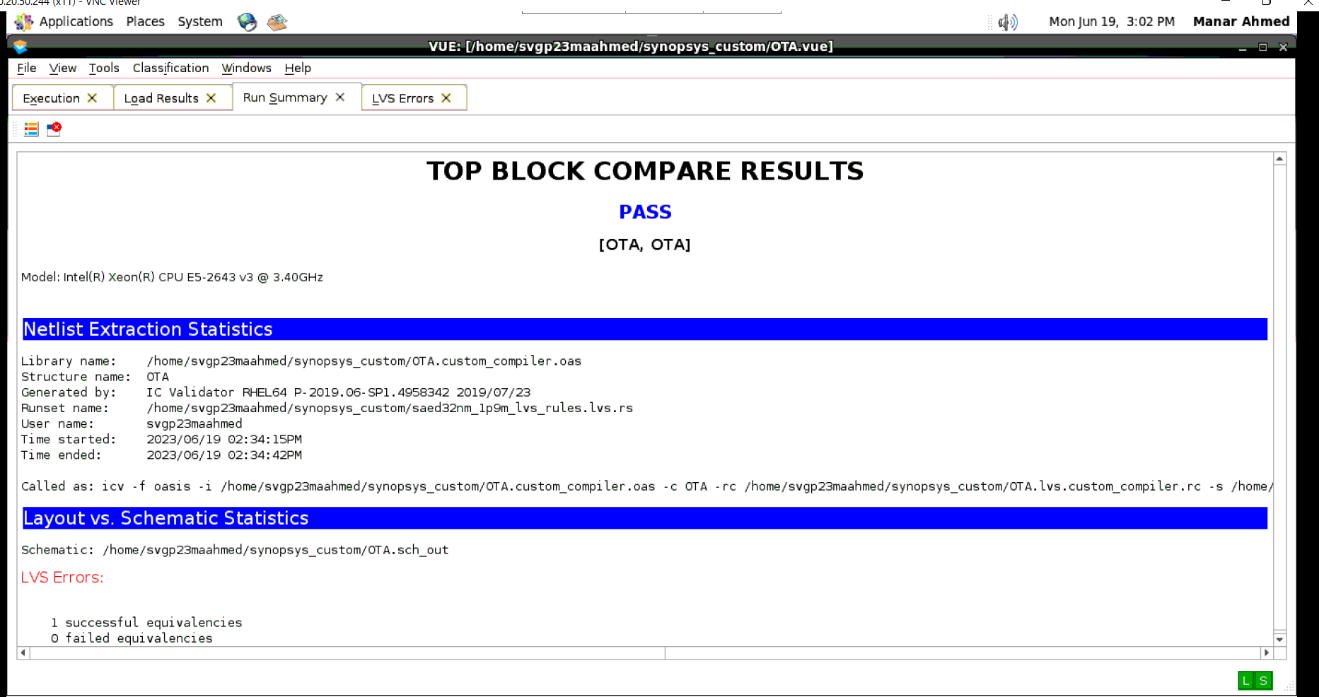 0.20.50.244 (x11) - VNC Viewer
Applications Places System Mon Jun 19, 3:02 PM Manar Ahmed
VUE: [/home/svgp23maahmed/synopsys_custom/OTA.vue]
File View Tools Classification Windows Help
Execution Load Results Run Summary LVS Errors
TOP BLOCK COMPARE RESULTS
PASS
[OTA, OTA]
Model: Intel(R) Xeon(R) CPU E5-2643 v3 @ 3.40GHz
Netlist Extraction Statistics
Library name: /home/svgp23maahmed/synopsys_custom/OTA.custom_compiler.oas
Structure name: OTA
Generated by: IC Validator RHEL64 P-2019.06-SP1.4958342 2019/07/23
Runset name: /home/svgp23maahmed/synopsys_custom/saed32nm_1p9m_lvs_rules.lvs.rs
User name: svgp23maahmed
Time started: 2023/06/19 02:34:15PM
Time ended: 2023/06/19 02:34:42PM
Called as: icv -f oasis -i /home/svgp23maahmed/synopsys_custom/OTA.custom_compiler.oas -c OTA -rc /home/svgp23maahmed/synopsys_custom/OTA.lvs.custom_compiler.rc -s /home/
Layout vs. Schematic Statistics
Schematic: /home/svgp23maahmed/synopsys_custom/OTA.sch_out
LVS Errors:
1 successful equivalencies
0 failed equivalencies
L S